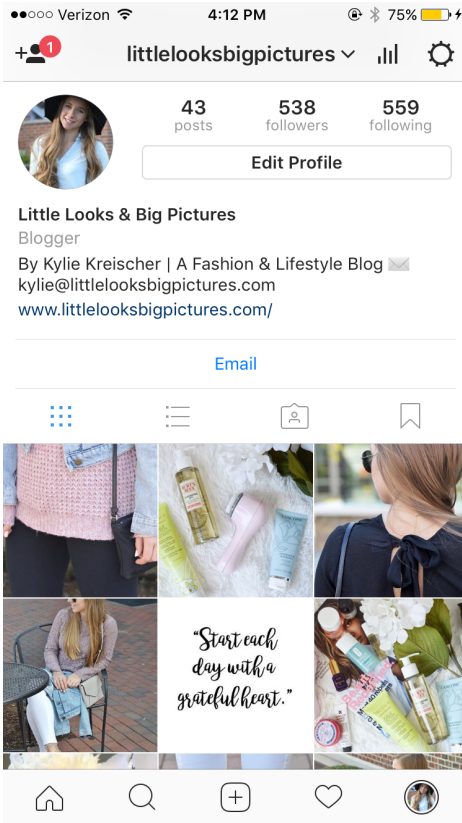 Verizon 4:12 PM 75%
1
littlelooksbigpictures
43 538 559
posts followers following
Edit Profile
Little Looks & Big Pictures
Blogger
By Kylie Kreischer | A Fashion & Lifestyle Blog
kylie@littlelooksbigpictures.com
www.littlelooksbigpictures.com/
Email
"Start each
day with a
grateful heart."